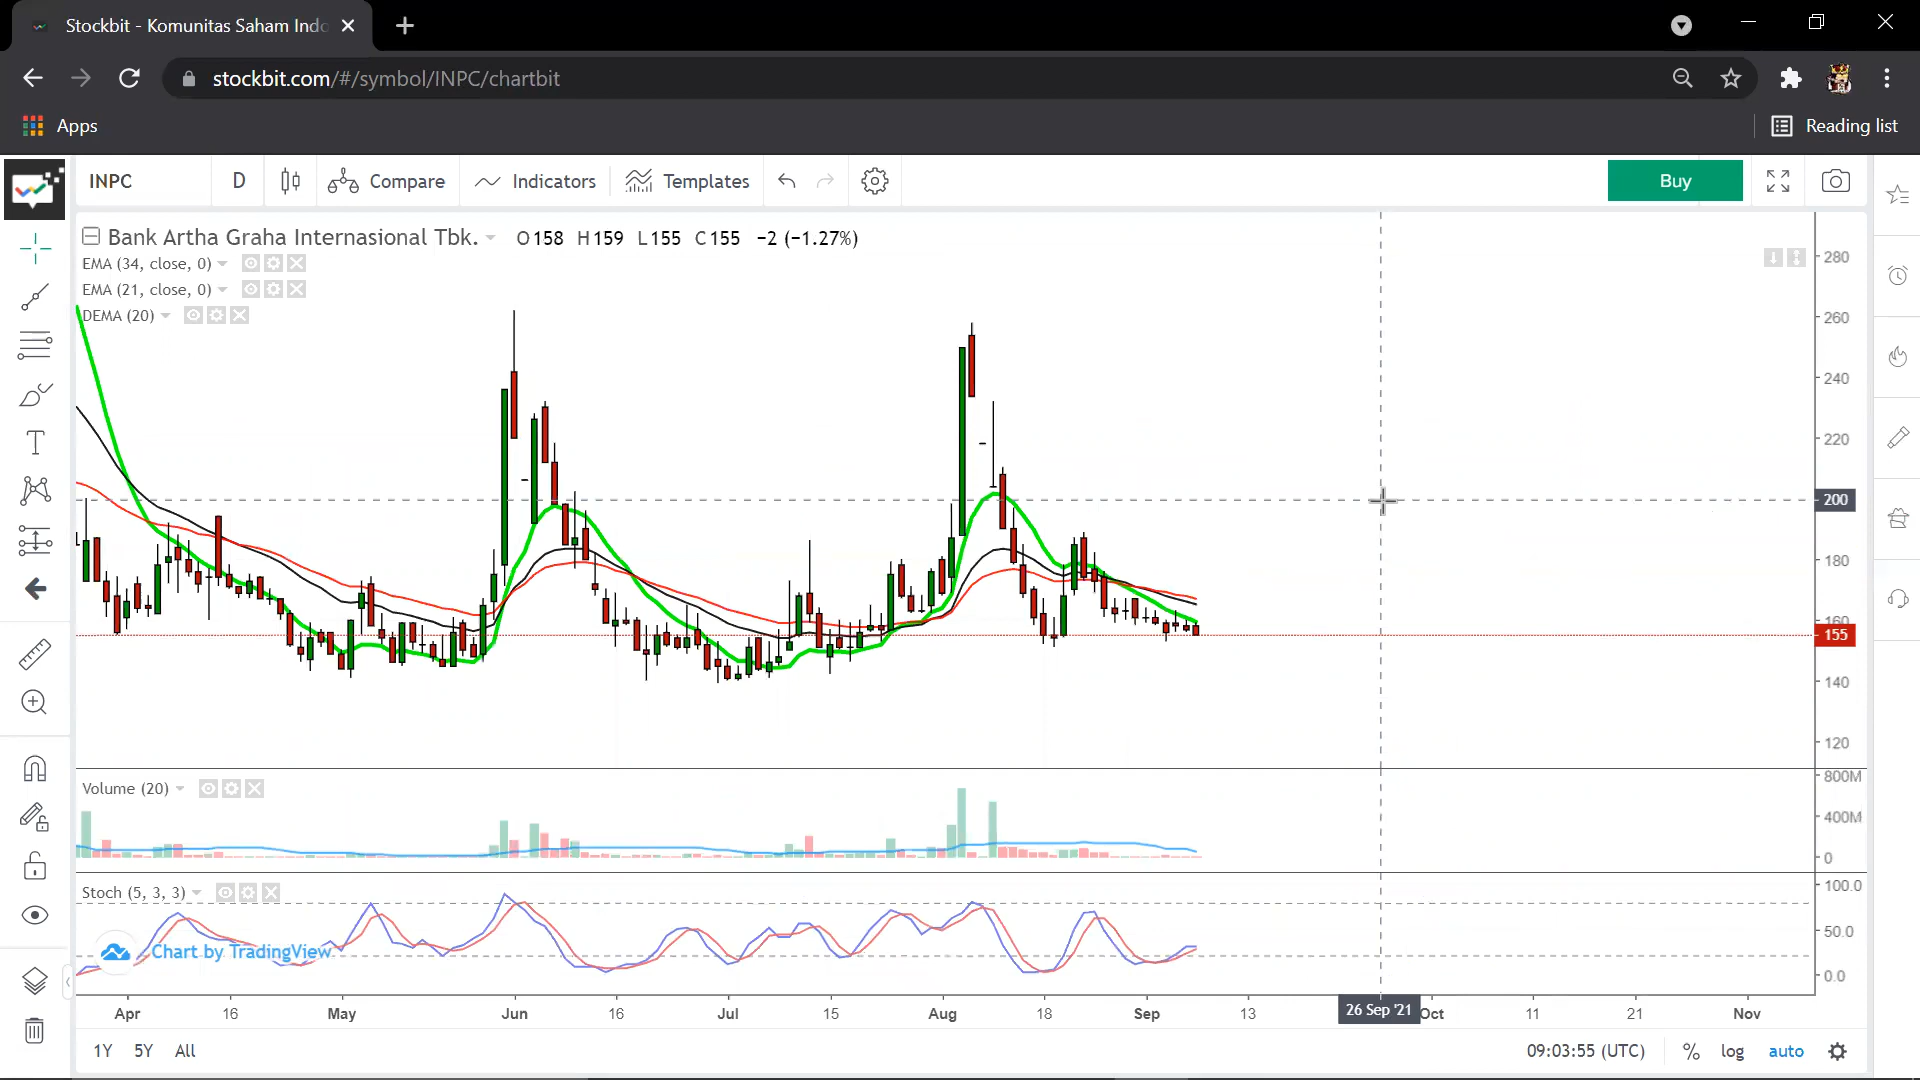 Stockbit - Komunitas Saham Indo
stockbit.com/#/symbol/INPC/chartbit
Apps
Reading list
INPC D Compare Indicators Templates Buy
Bank Artha Graha Internasional Tbk. O158 H159 L155 C155 −2 (−1.27%)
EMA (34, close, 0)
EMA (21, close, 0)
DEMA (20)
280
260
240
220
200
180
160
155
140
120
Volume (20)
800M
400M
0
Stoch (5, 3, 3)
100.0
50.0
0.0
Chart by TradingView
Apr 16 May Jun 16 Jul 15 Aug 18 Sep 13 26 Sep '21 Oct 11 21 Nov
1Y 5Y All 09:03:55 (UTC) % log auto